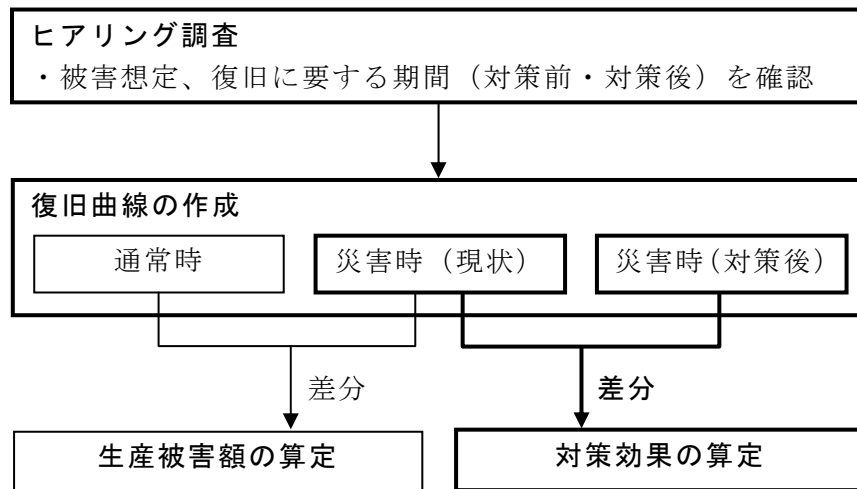 ヒアリング調査
・被害想定、復旧に要する期間（対策前・対策後）を確認
復旧曲線の作成
通常時
災害時（現状）
災害時（対策後）
差分
差分
生産被害額の算定
対策効果の算定